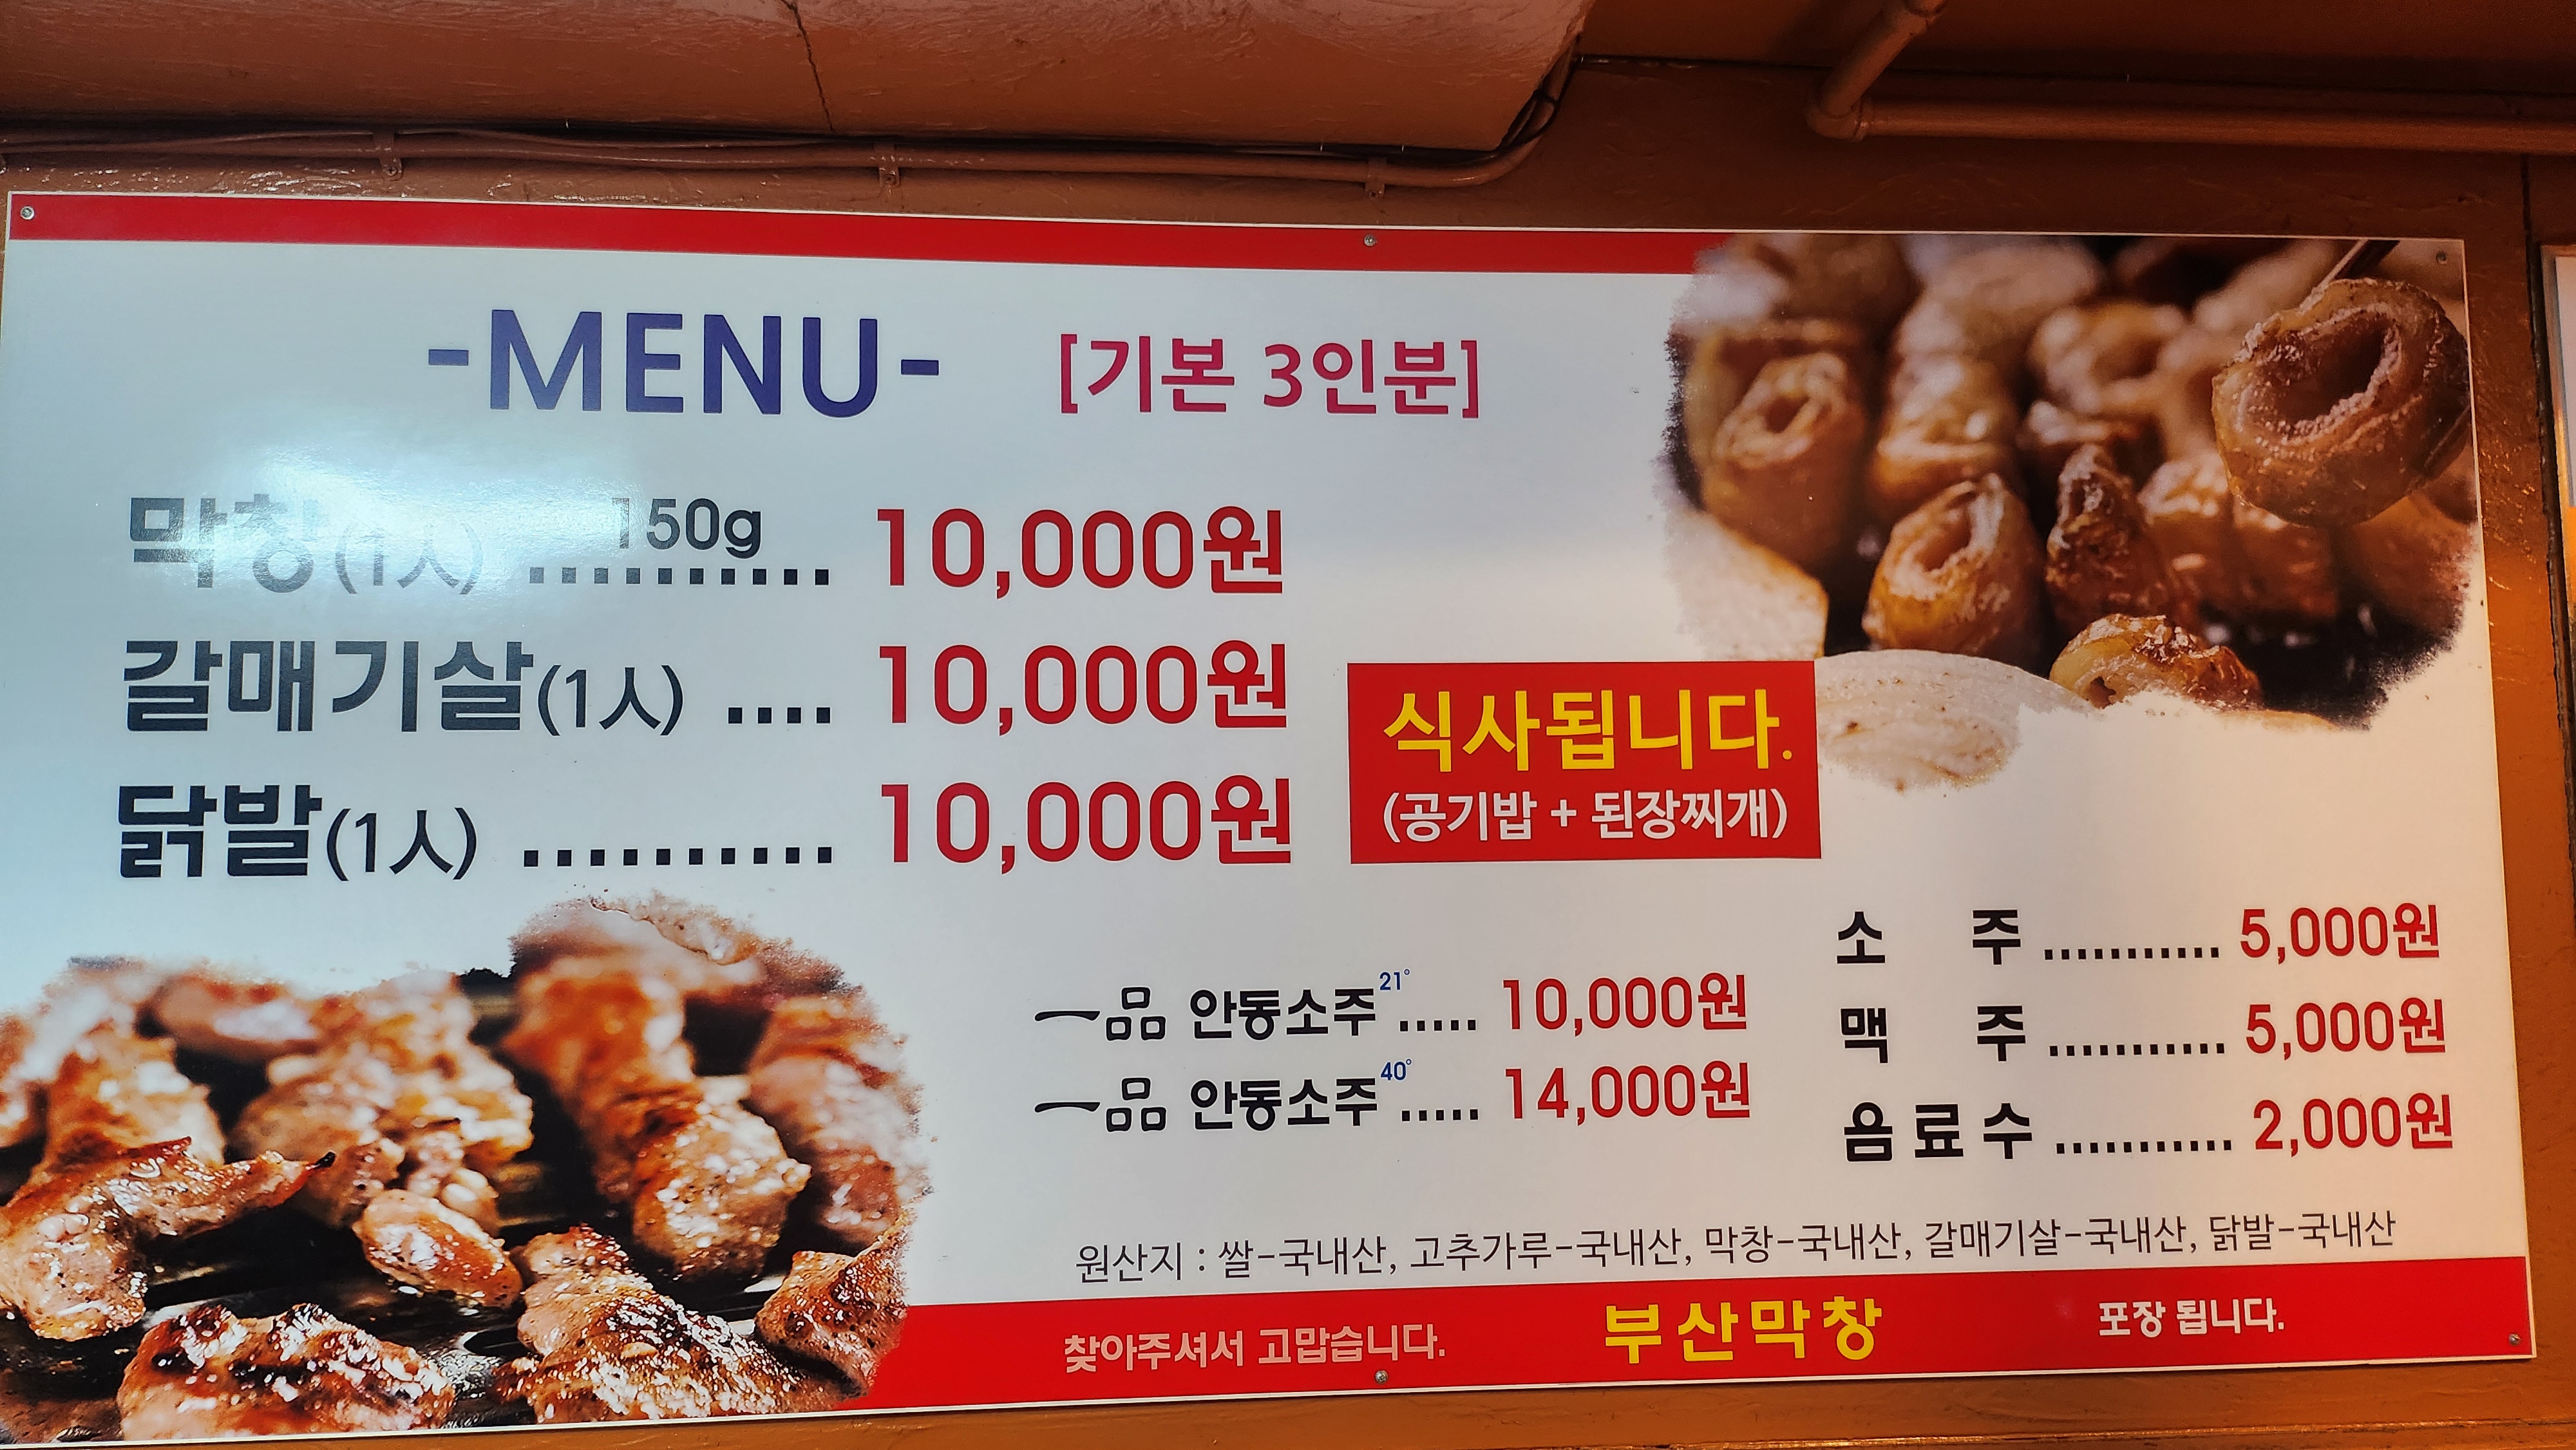 -MENU- [기본 3인분]
막창(1人) 150g .......... 10,000원
갈매기살(1人) .... 10,000원
닭발(1人) .......... 10,000원
식사됩니다.
(공기밥 + 된장찌개)
一品 안동소주 21° ..... 10,000원
一品 안동소주 40° ..... 14,000원
소 주 ........... 5,000원
맥 주 ........... 5,000원
음료수 ........... 2,000원
원산지 : 쌀-국내산, 고추가루-국내산, 막창-국내산, 갈매기살-국내산, 닭발-국내산
찾아주셔서 고맙습니다. 부산막창 포장 됩니다.